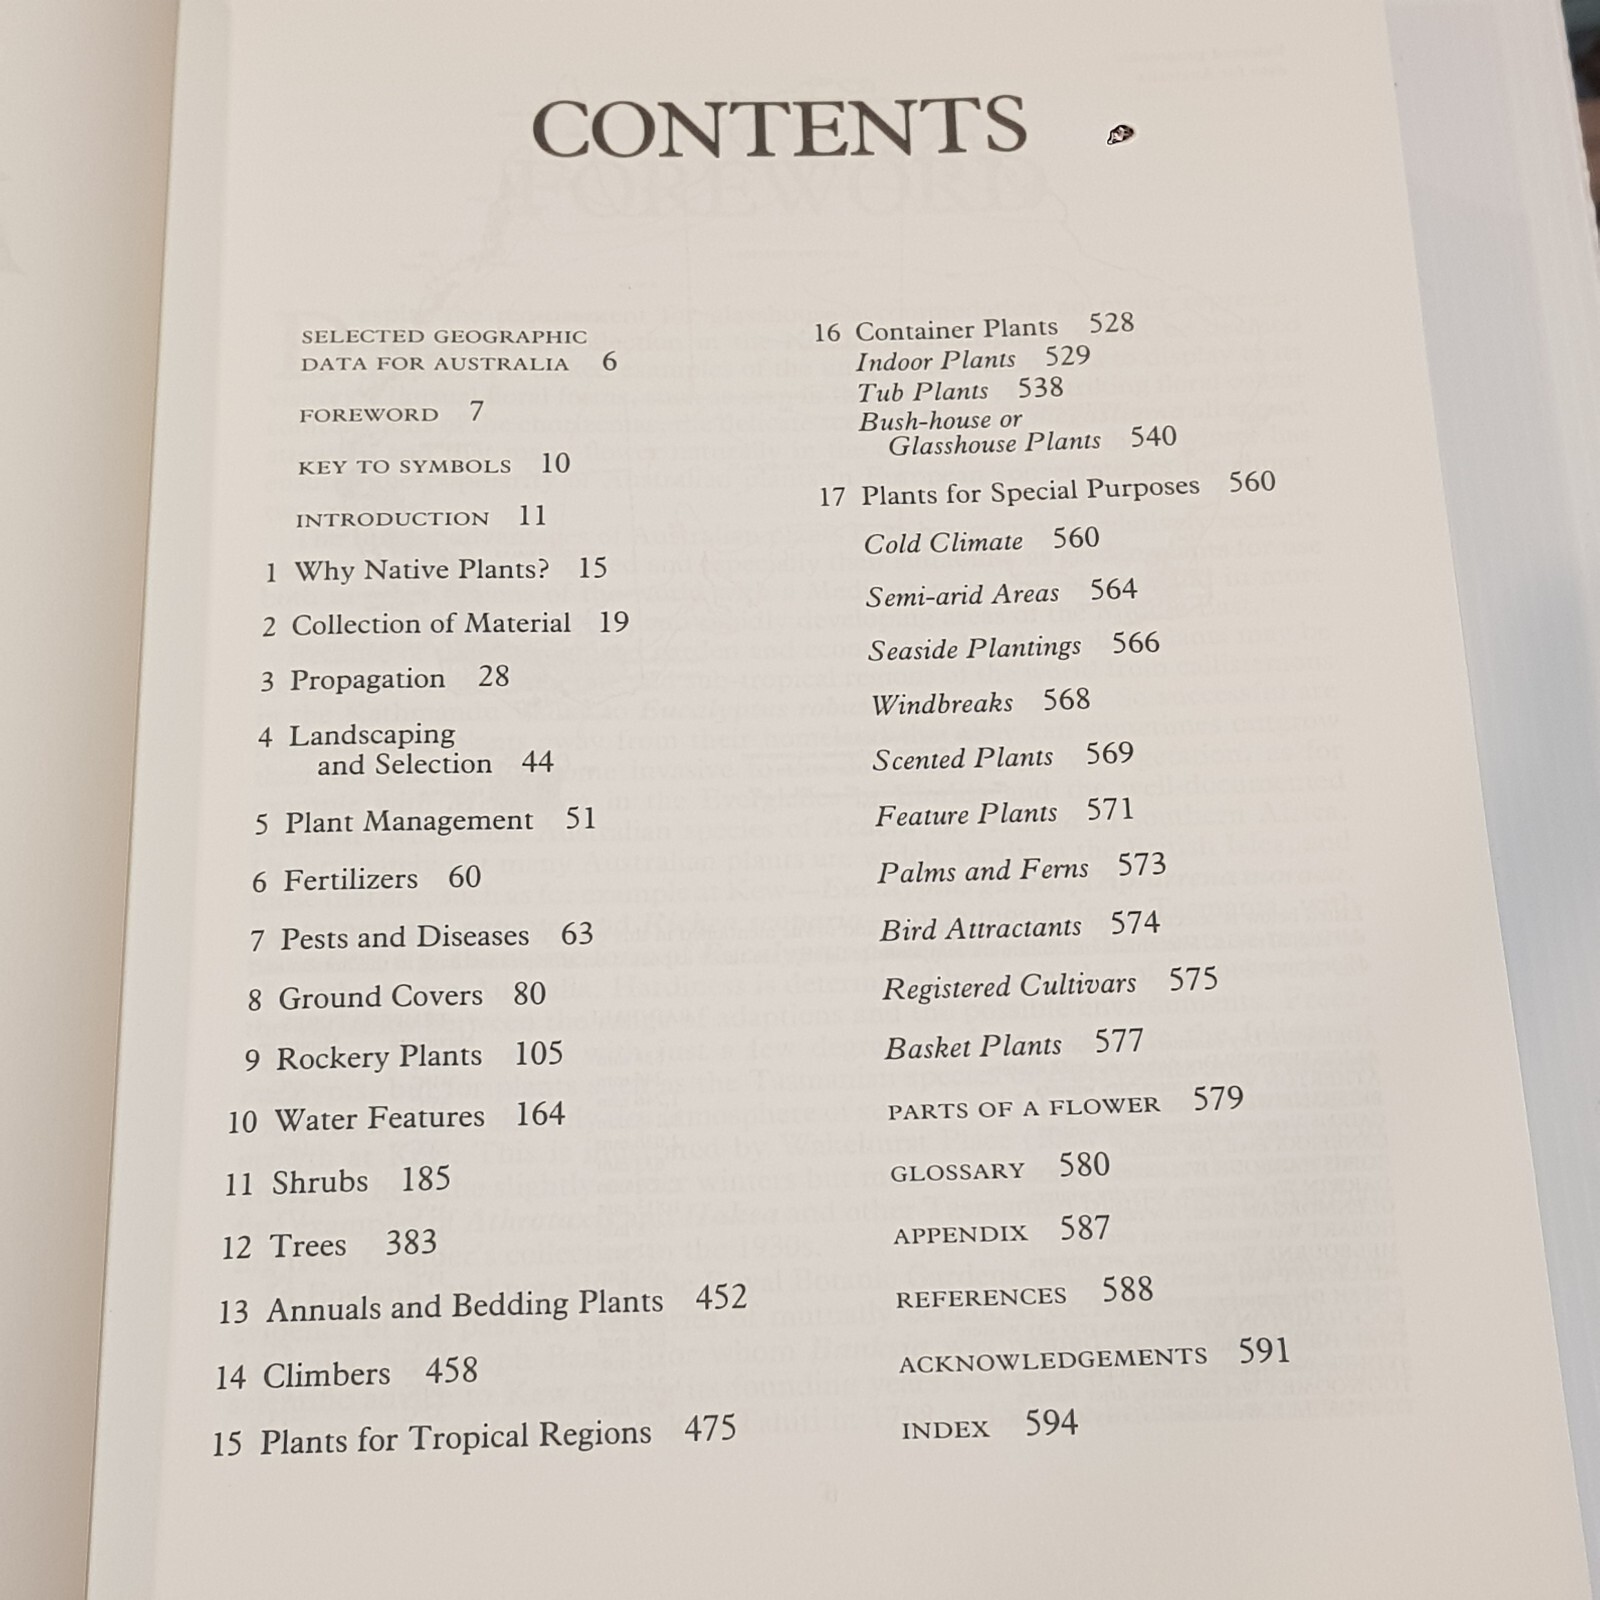 CONTENTS
SELECTED GEOGRAPHIC
DATA FOR AUSTRALIA 6
FOREWORD 7
KEY TO SYMBOLS 10
INTRODUCTION 11
1 Why Native Plants? 15
2 Collection of Material 19
3 Propagation 28
4 Landscaping
and Selection 44
5 Plant Management 51
6 Fertilizers 60
7 Pests and Diseases 63
8 Ground Covers 80
9 Rockery Plants 105
10 Water Features 164
11 Shrubs 185
12 Trees 383
13 Annuals and Bedding Plants 452
14 Climbers 458
15 Plants for Tropical Regions 475
16 Container Plants 528
Indoor Plants 529
Tub Plants 538
Bush-house or
Glasshouse Plants 540
17 Plants for Special Purposes 560
Cold Climate 560
Semi-arid Areas 564
Seaside Plantings 566
Windbreaks 568
Scented Plants 569
Feature Plants 571
Palms and Ferns 573
Bird Attractants 574
Registered Cultivars 575
Basket Plants 577
PARTS OF A FLOWER 579
GLOSSARY 580
APPENDIX 587
REFERENCES 588
ACKNOWLEDGEMENTS 591
INDEX 594